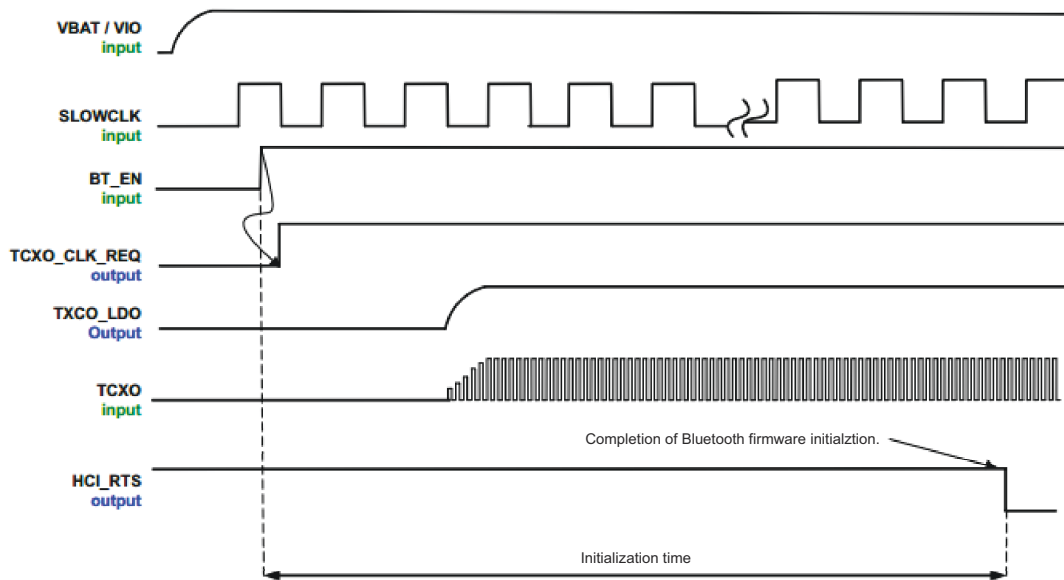 VBAT / VIO
input
SLOWCLK
input
BT_EN
input
TCXO_CLK_REQ
output
TXCO_LDO
Output
TCXO
input
Completion of Bluetooth firmware initialztion.
HCI_RTS
output
Initialization time